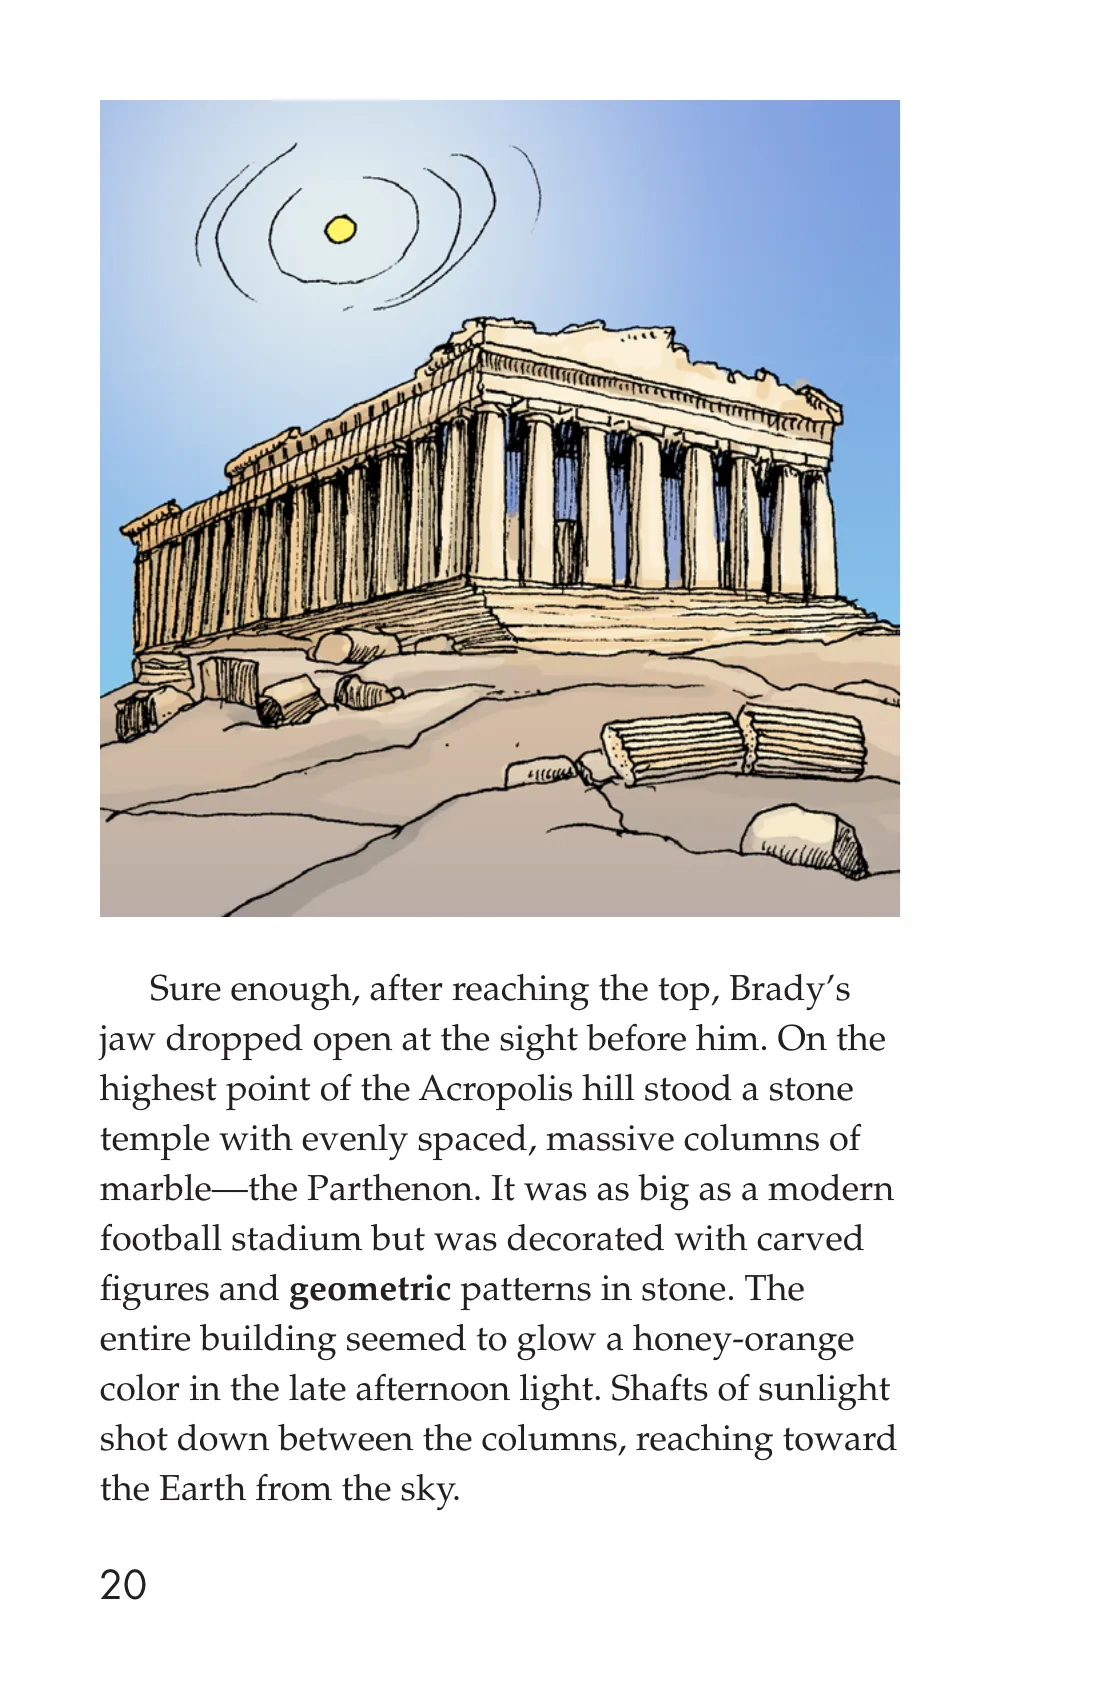 Sure enough, after reaching the top, Brady’s
jaw dropped open at the sight before him. On the
highest point of the Acropolis hill stood a stone
temple with evenly spaced, massive columns of
marble—the Parthenon. It was as big as a modern
football stadium but was decorated with carved
figures and geometric patterns in stone. The
entire building seemed to glow a honey-orange
color in the late afternoon light. Shafts of sunlight
shot down between the columns, reaching toward
the Earth from the sky.
20